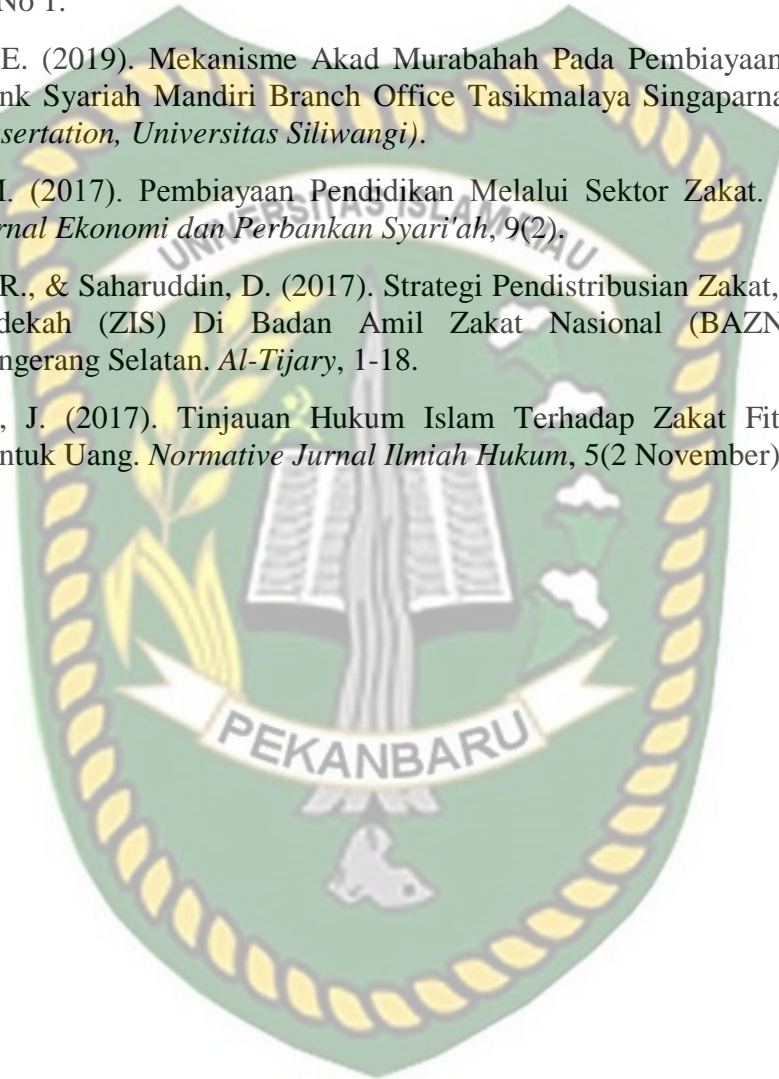 No 1.
E. (2019). Mekanisme Akad Murabahah Pada Pembiayaan
nk Syariah Mandiri Branch Office Tasikmalaya Singaparna
sertation, Universitas Siliwangi).
(2017). Pembiayaan Pendidikan Melalui Sektor Zakat.
rnal Ekonomi dan Perbankan Syari'ah, 9(2).
R., & Saharuddin, D. (2017). Strategi Pendistribusian Zakat,
dekah (ZIS) Di Badan Amil Zakat Nasional (BAZN
ngerang Selatan. Al-Tijary, 1-18.
, J. (2017). Tinjauan Hukum Islam Terhadap Zakat Fit
ntuk Uang. Normative Jurnal Ilmiah Hukum, 5(2 November)
UNIVERSITAS ISLAM RIAU
PEKANBARU